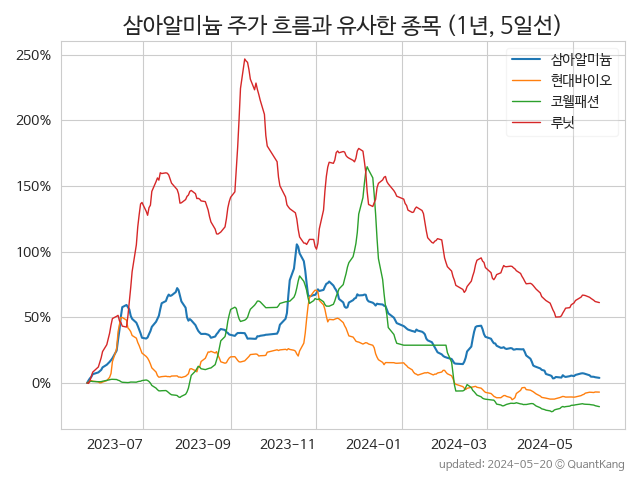 삼아알미늄 주가 흐름과 유사한 종목 (1년, 5일선)
250%
200%
150%
100%
50%
0%
삼아알미늄
현대바이오
코웰패션
루닛
2023-07
2023-09
2023-11
2024-01
2024-03
2024-05
updated: 2024-05-20 © QuantKang